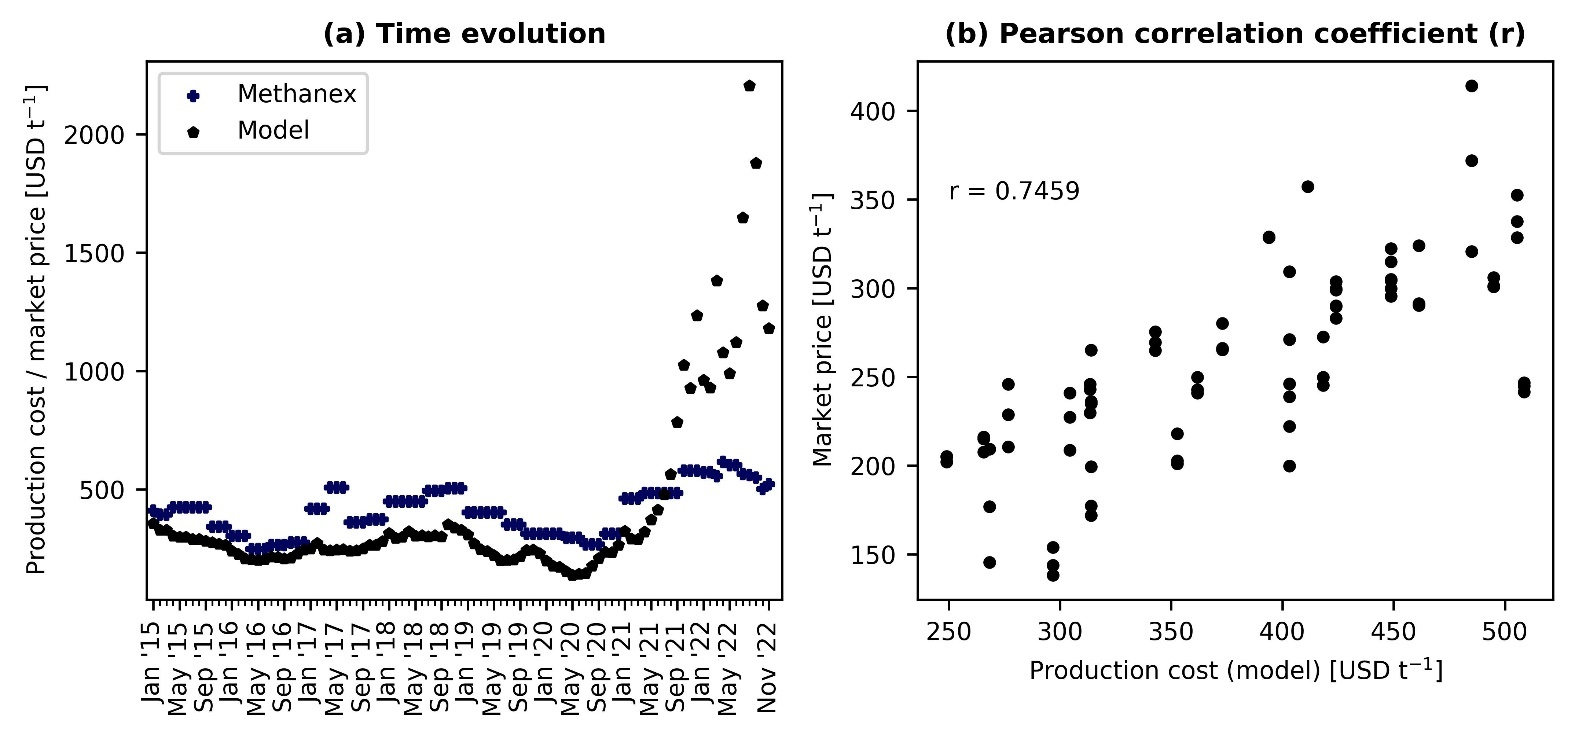 (a) Time evolution
Production cost / market price [USD t⁻¹]
2000
1500
1000
500
Methanex
Model
Jan '15
May '15
Sep '15
Jan '16
May '16
Sep '16
Jan '17
May '17
Sep '17
Jan '18
May '18
Sep '18
Jan '19
May '19
Sep '19
Jan '20
May '20
Sep '20
Jan '21
May '21
Sep '21
Jan '22
May '22
Nov '22
(b) Pearson correlation coefficient (r)
Market price [USD t⁻¹]
400
350
300
250
200
150
r = 0.7459
250 300 350 400 450 500
Production cost (model) [USD t⁻¹]